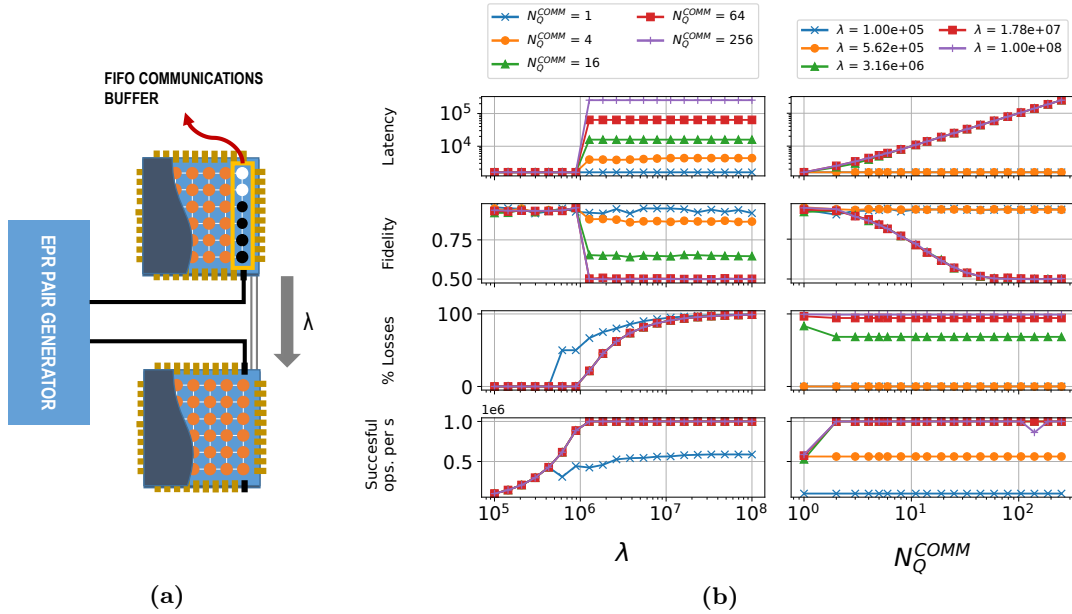 (a)
FIFO COMMUNICATIONS
BUFFER
EPR PAIR GENERATOR
λ
(b)
N_Q^COMM = 1
N_Q^COMM = 4
N_Q^COMM = 16
N_Q^COMM = 64
N_Q^COMM = 256
λ = 1.00e+05
λ = 5.62e+05
λ = 3.16e+06
λ = 1.78e+07
λ = 1.00e+08
Latency
10^5
10^4
Fidelity
0.75
0.50
% Losses
100
0
Succesful
ops. per s
1e6
1.0
0.5
10^5 10^6 10^7 10^8
λ
10^0 10^1 10^2
N_Q^COMM
(a)
(b)